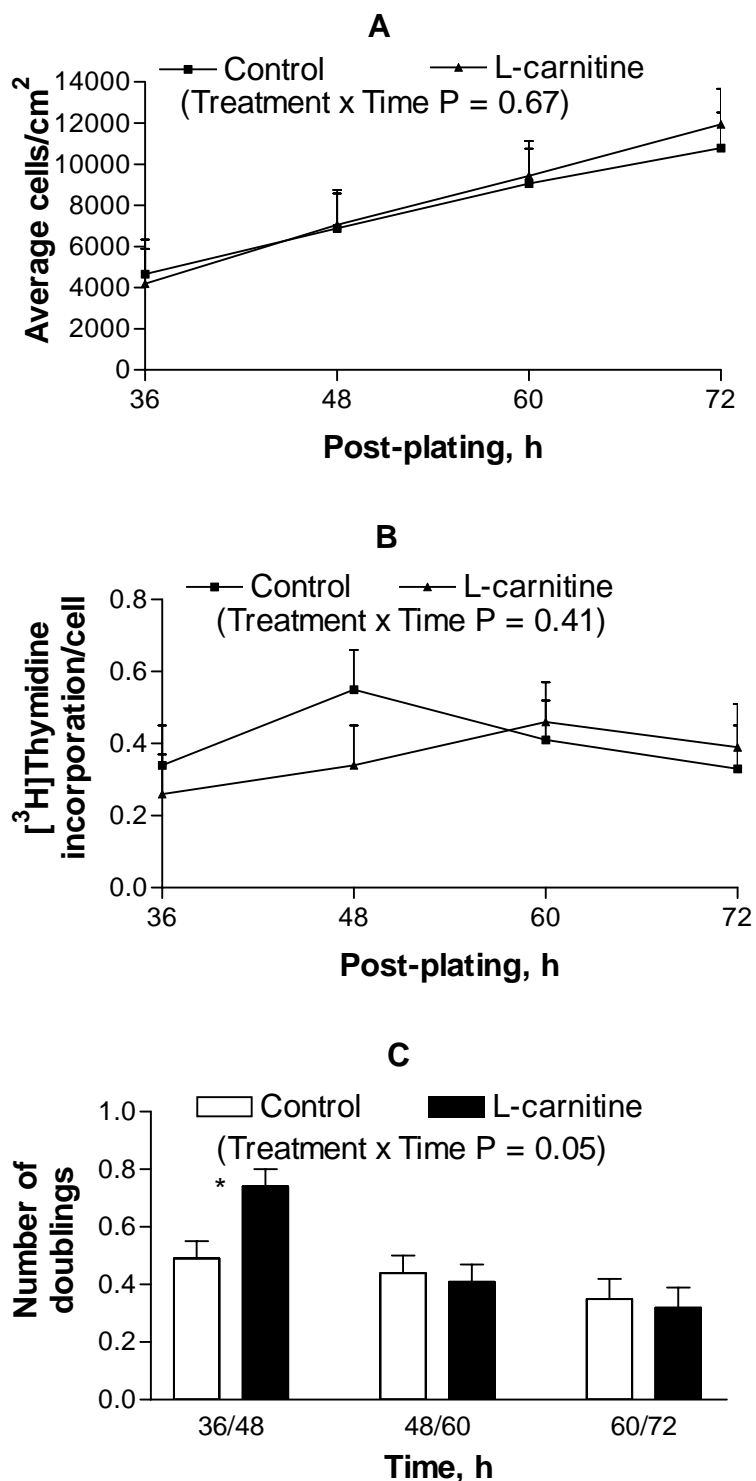 A
Control L-carnitine
(Treatment x Time P = 0.67)
14000
12000
10000
8000
6000
4000
2000
0
Average cells/cm²
36 48 60 72
Post-plating, h
B
Control L-carnitine
(Treatment x Time P = 0.41)
0.8
0.6
0.4
0.2
0.0
[³H]Thymidine
incorporation/cell
36 48 60 72
Post-plating, h
C
Control L-carnitine
(Treatment x Time P = 0.05)
1.0
0.8
0.6
0.4
0.2
0.0
*
Number of
doublings
36/48 48/60 60/72
Time, h